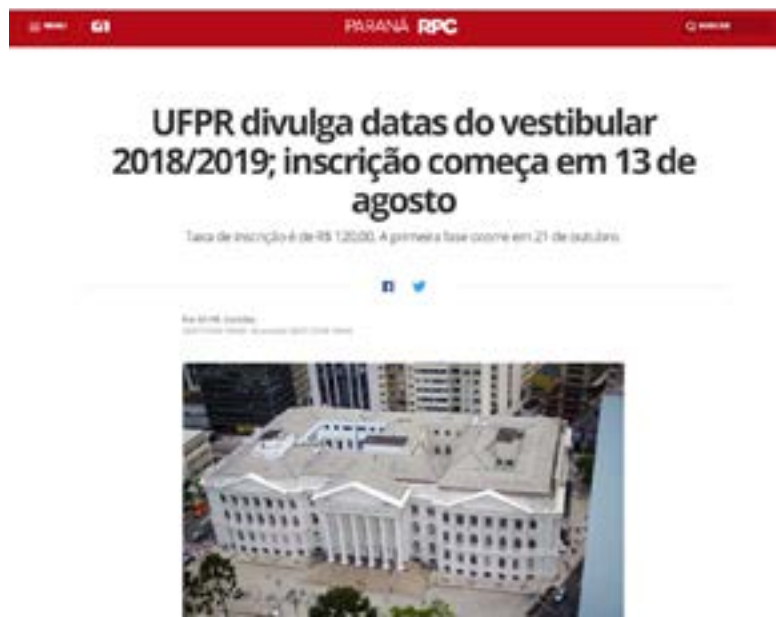 MENU G1 PARANÁ RPC BUSCAR
UFPR divulga datas do vestibular
2018/2019; inscrição começa em 13 de
agosto
Taxa de inscrição é de R$ 120,00. A primeira fase ocorre em 21 de outubro.